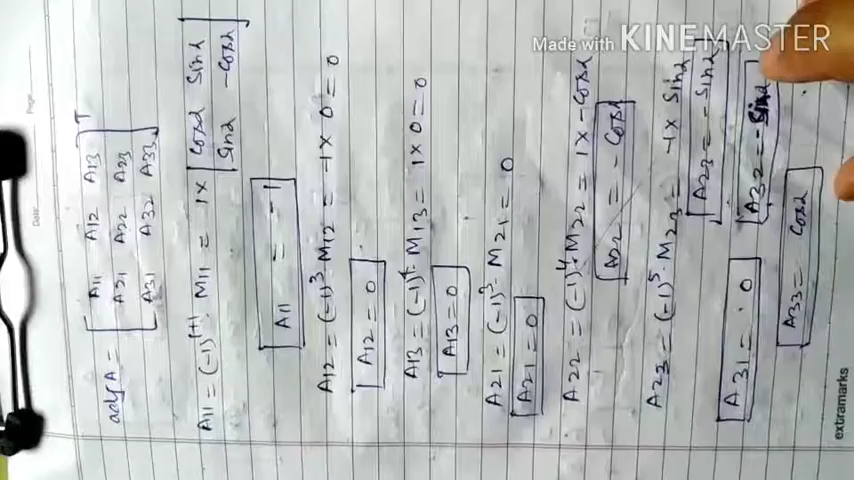 adj A = [A11 A12 A13
A21 A22 A23
A31 A32 A33]T
A11 = (-1)1+1 . M11 = 1 × |cosα sinα
sinα -cosα|
A11 = -1
A12 = (-1)3 . M12 = -1 × 0 = 0
A12 = 0
A13 = (-1)4 . M13 = 1 × 0 = 0
A13 = 0
A21 = (-1)3 . M21 = 0
A21 = 0
A22 = (-1)4 . M22 = 1 × -cosα
A22 = -cosα
A23 = (-1)5 . M23 = -1 × sinα
A23 = -sinα
A31 = 0
A32 = -sinα
A33 = cosα
Page
Date
extramarks
Made with KINEMASTER